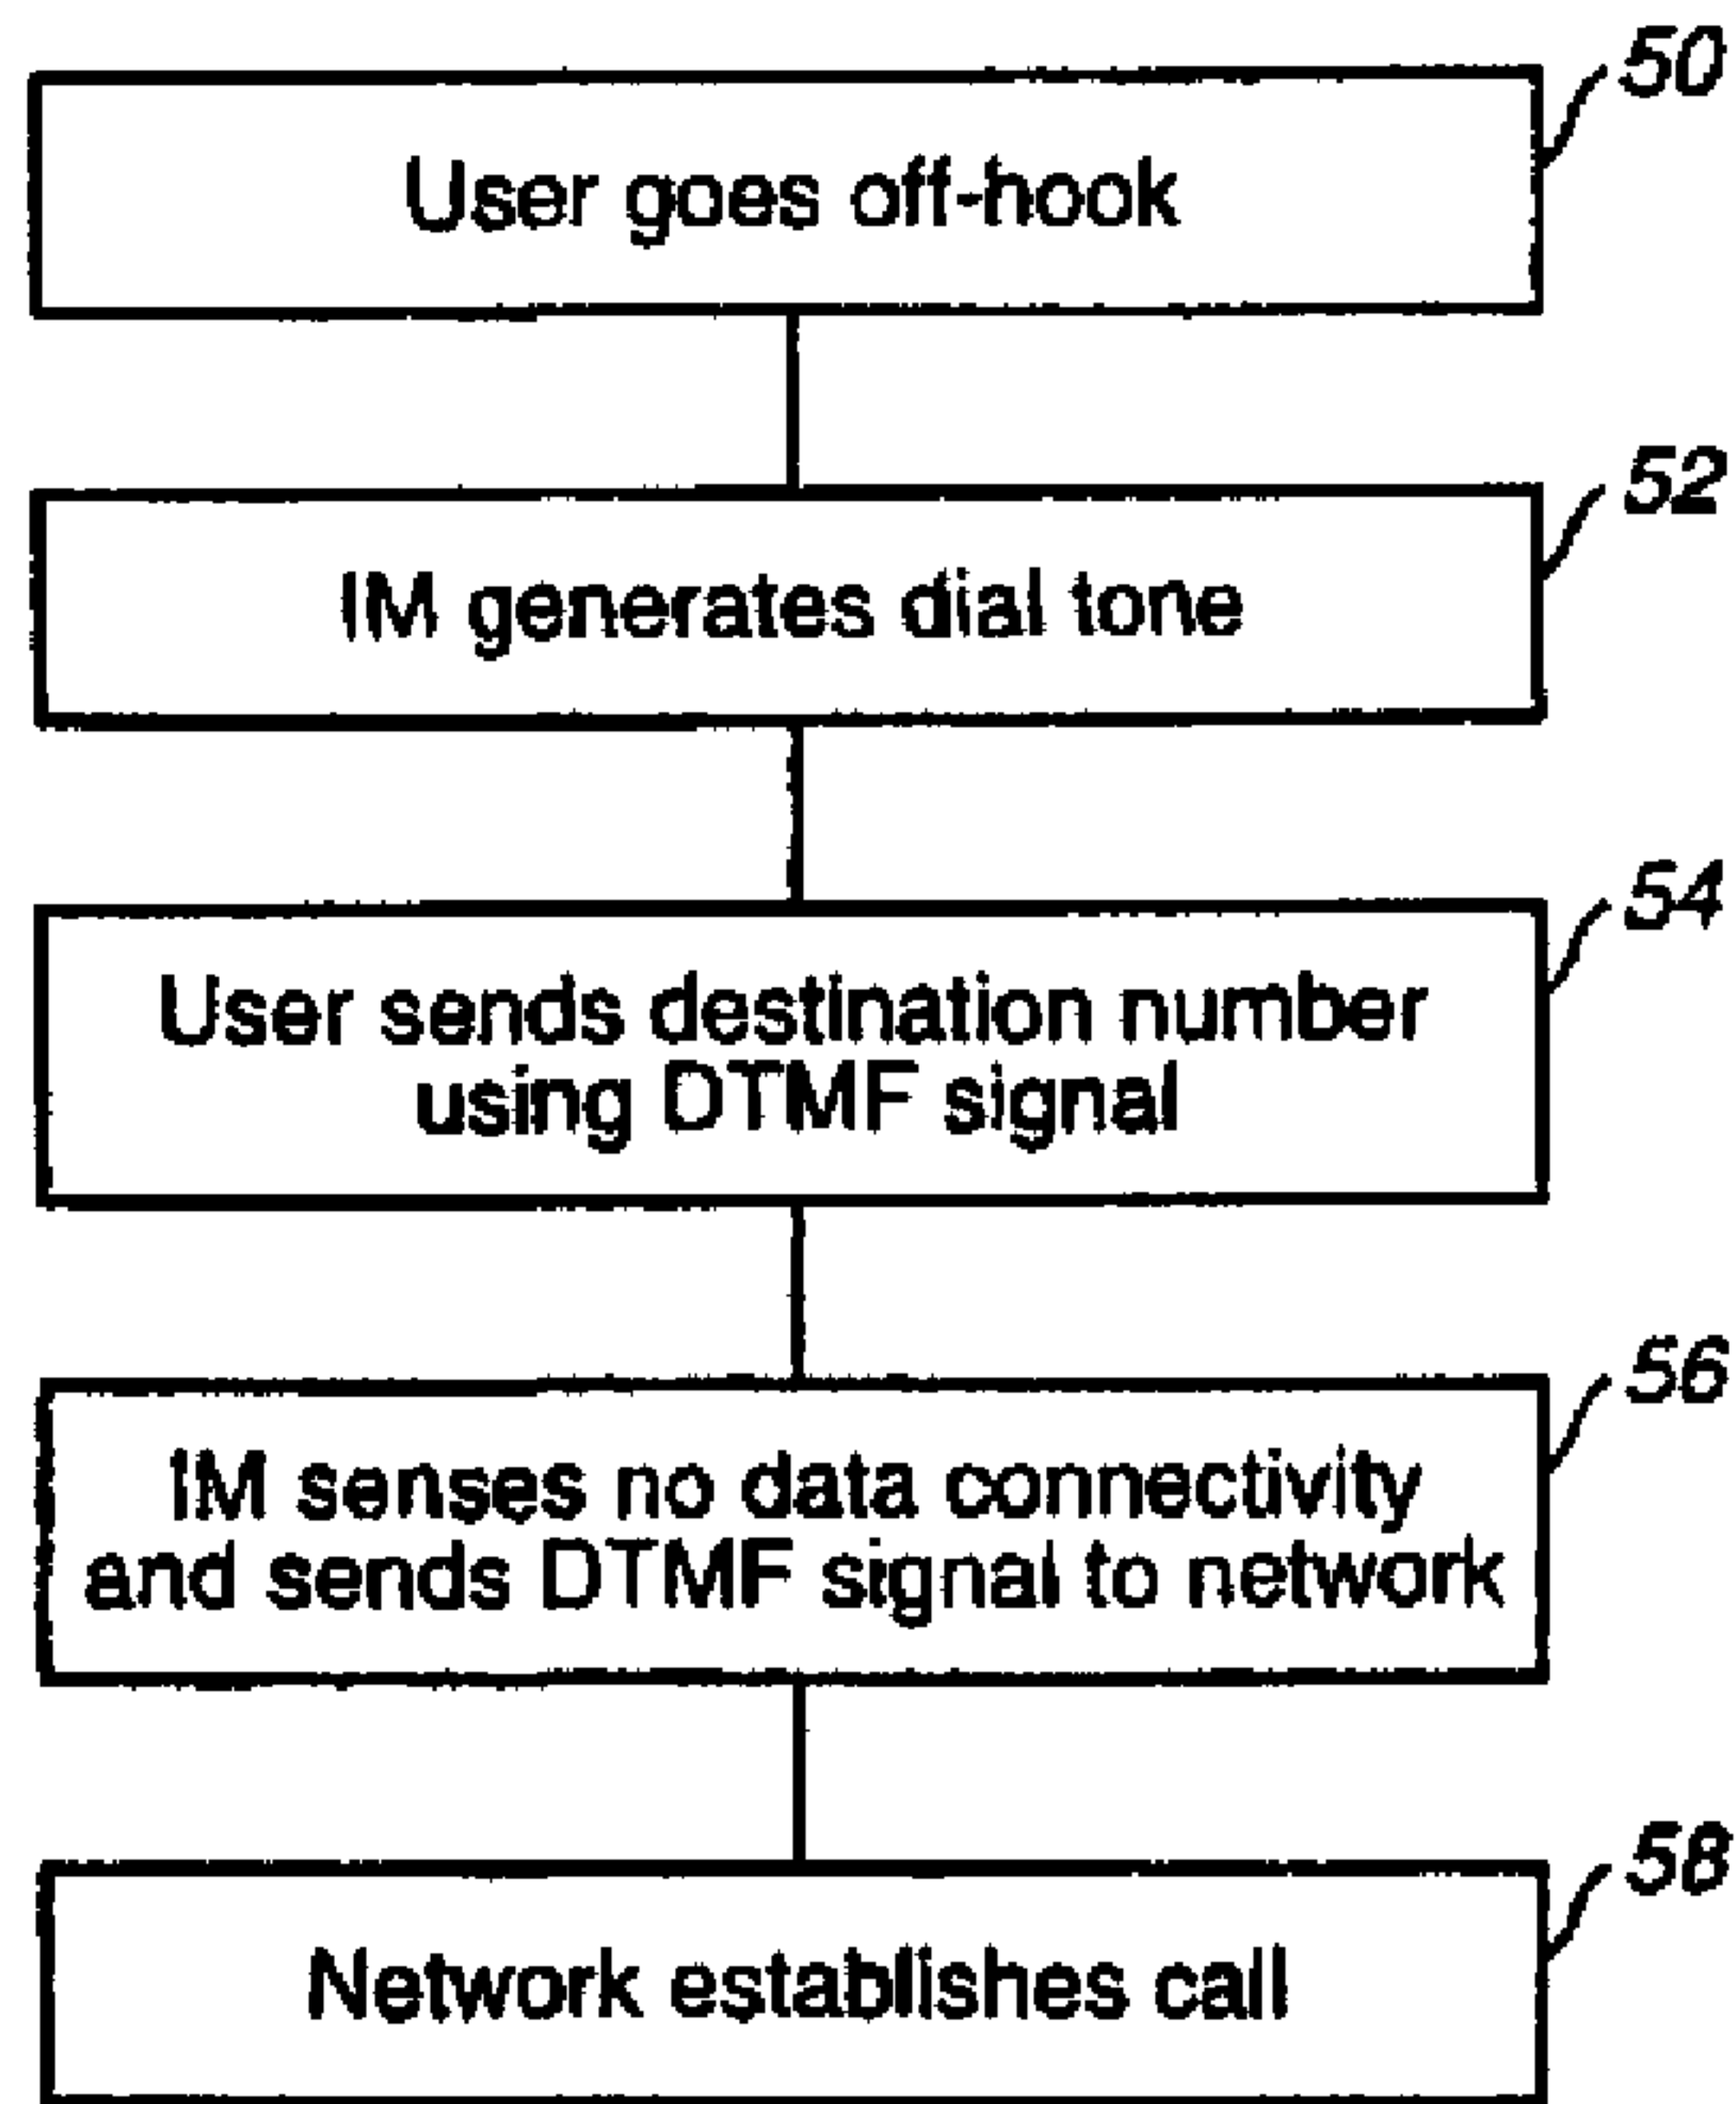 50
User goes off-hook
52
IM generates dial tone
54
User sends destination number
using DTMF signal
56
IM senses no data connectivity
and sends DTMF signal to network
58
Network establishes call